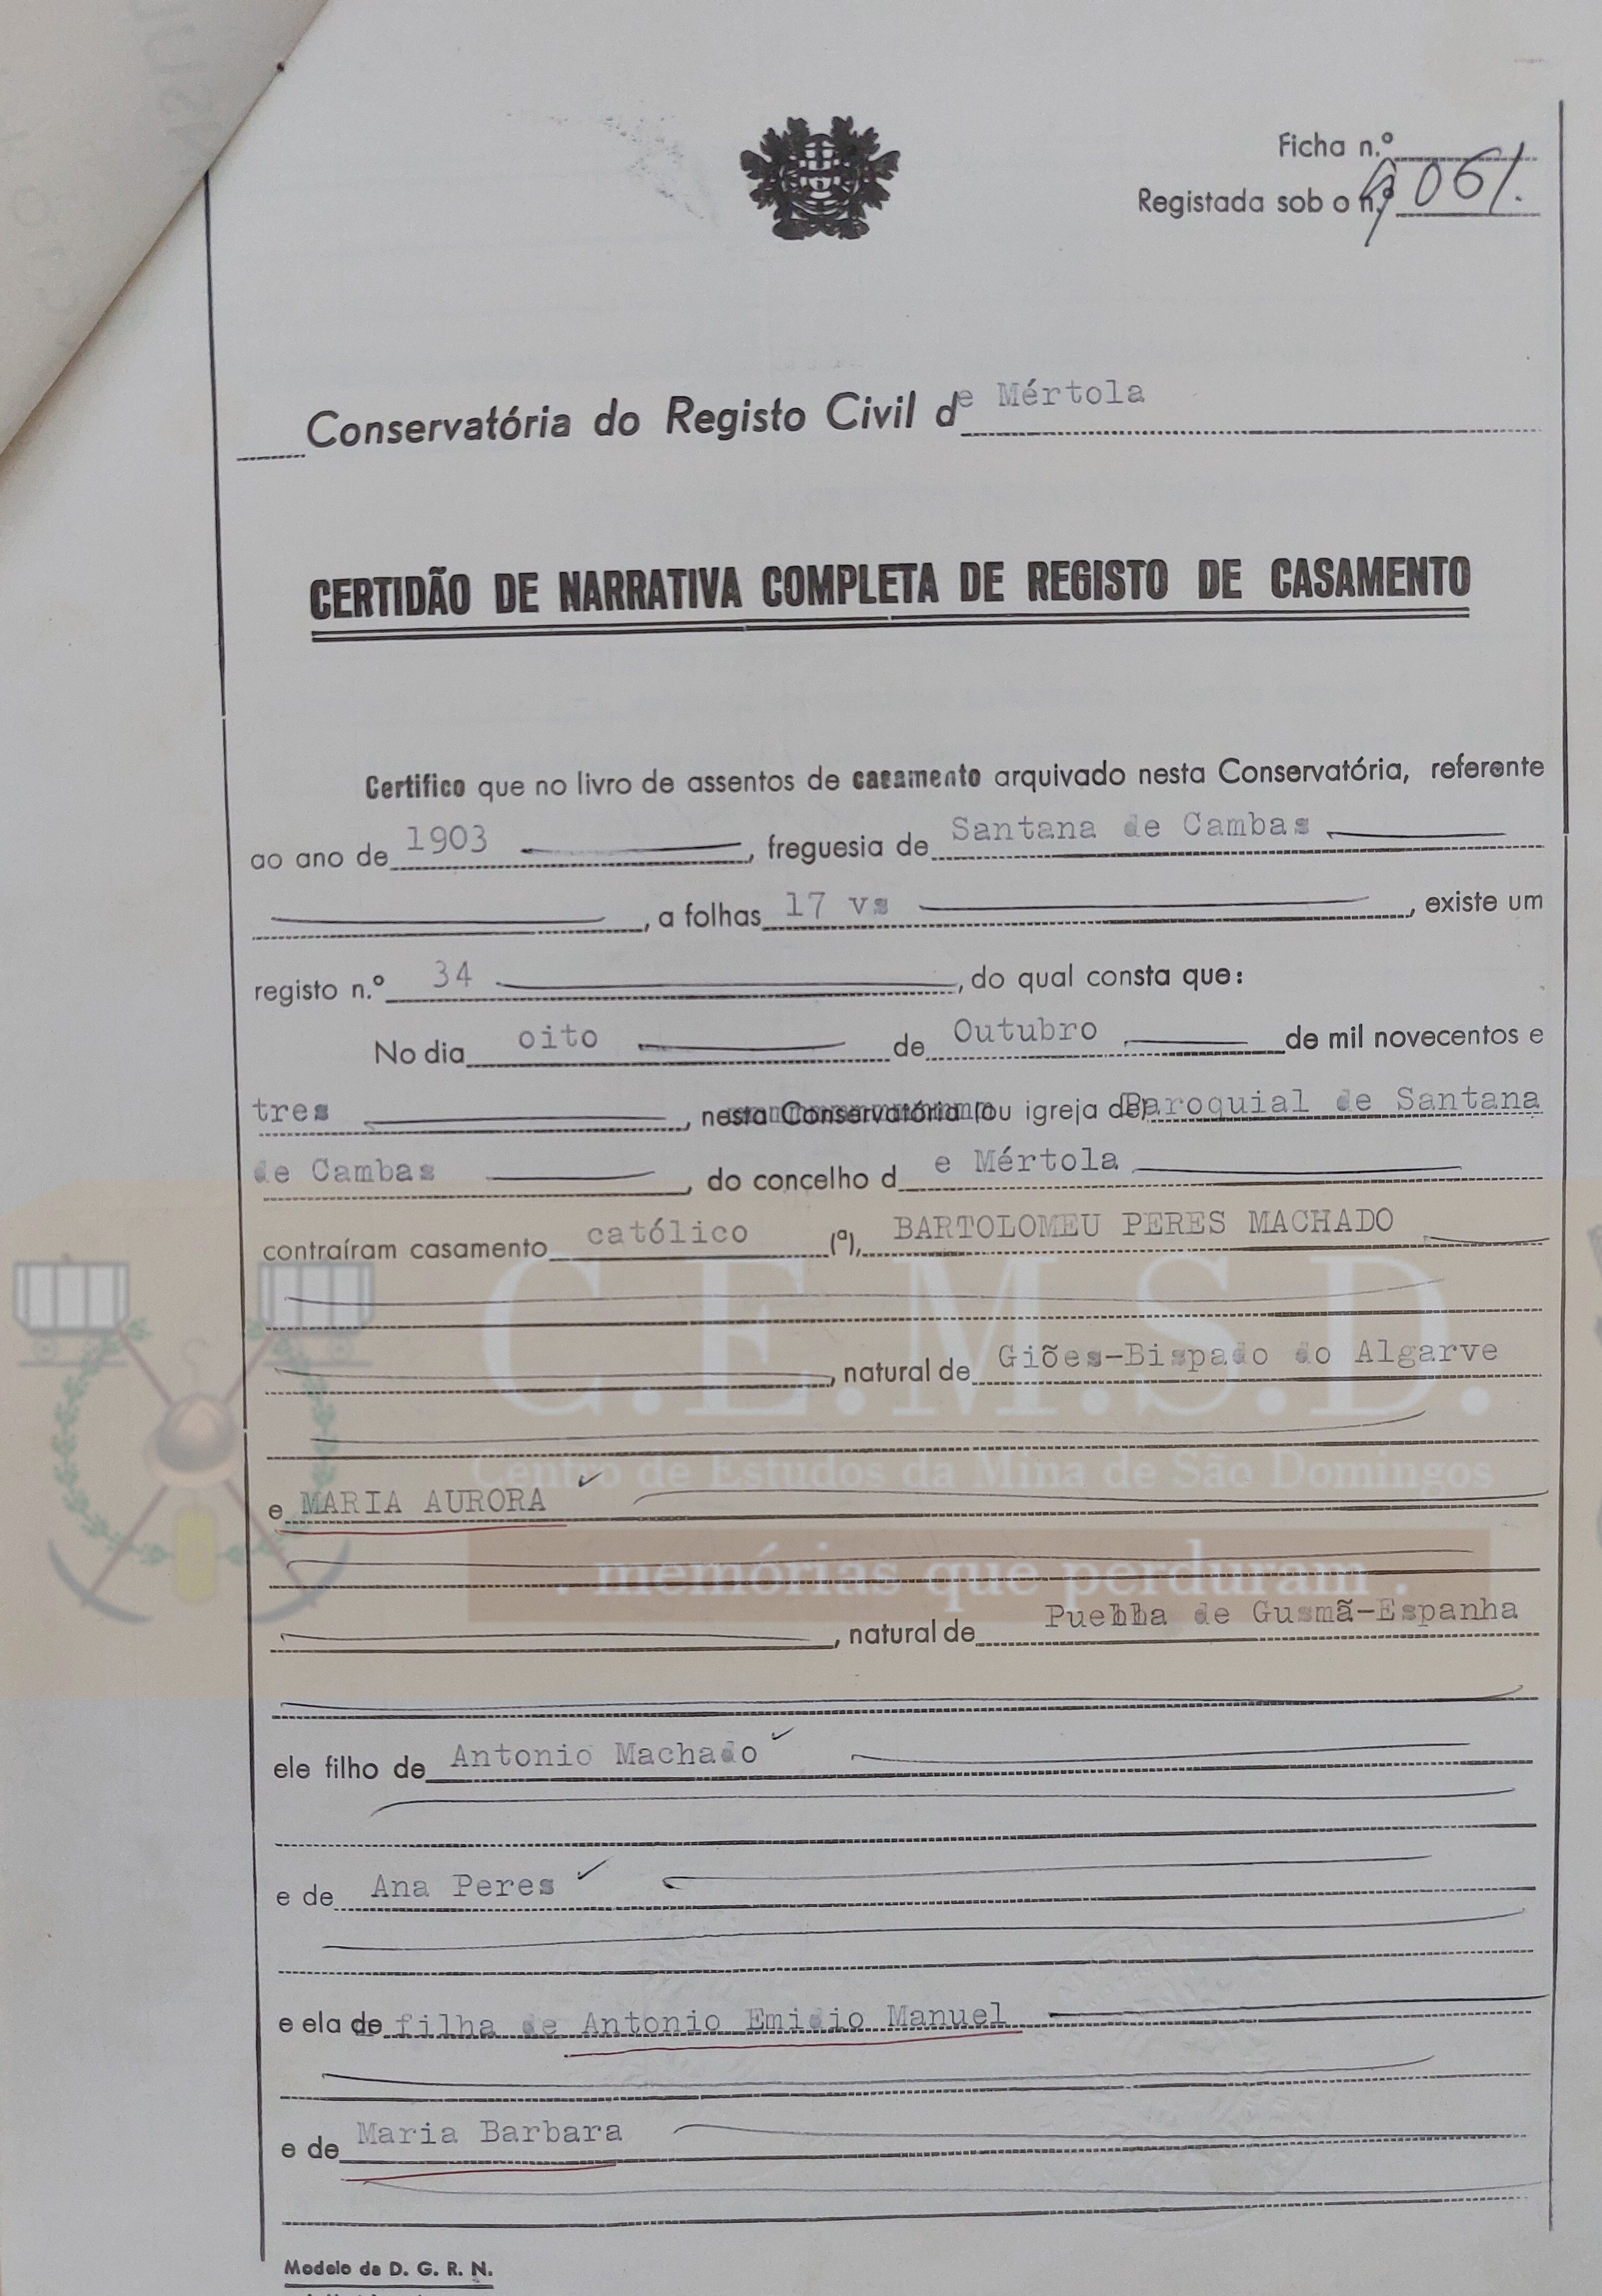 Ficha n.º
Registada sob o n.º 9061.
Conservatória do Registo Civil de Mértola
CERTIDÃO DE NARRATIVA COMPLETA DE REGISTO DE CASAMENTO
Certifico que no livro de assentos de casamento arquivado nesta Conservatória, referente
ao ano de 1903, freguesia de Santana de Cambas
, a folhas 17 vs, existe um
registo n.º 34, do qual consta que:
No dia oito de Outubro de mil novecentos e
tres, nesta Conservatória (ou igreja de) Paroquial de Santana
de Cambas, do concelho de Mértola
contraíram casamento católico (a), BARTOLOMEU PERES MACHADO
C.E.M.S.D.
, natural de Giões-Bispado do Algarve
Centro de Estudos da Mina de São Domingos
e MARIA AURORA
. memórias que perduram .
, natural de Puebla de Gusmã-Espanha
ele filho de Antonio Machado
e de Ana Peres
e ela de filha de Antonio Emidio Manuel
e de Maria Barbara
Modelo da D. G. R. N.